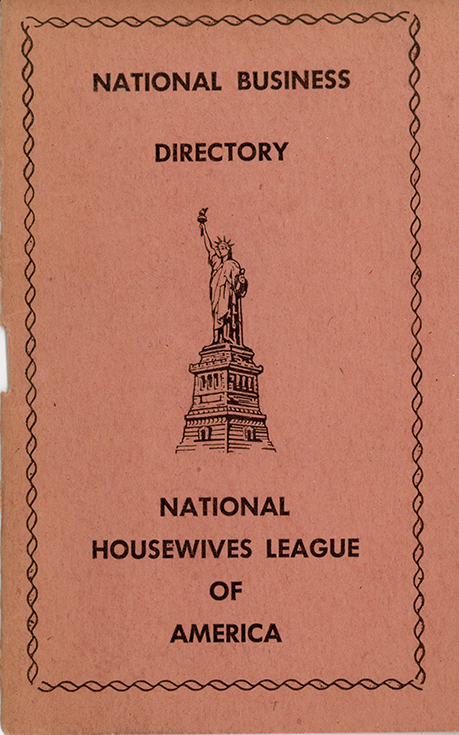 NATIONAL BUSINESS
DIRECTORY
NATIONAL
HOUSEWIVES LEAGUE
OF
AMERICA